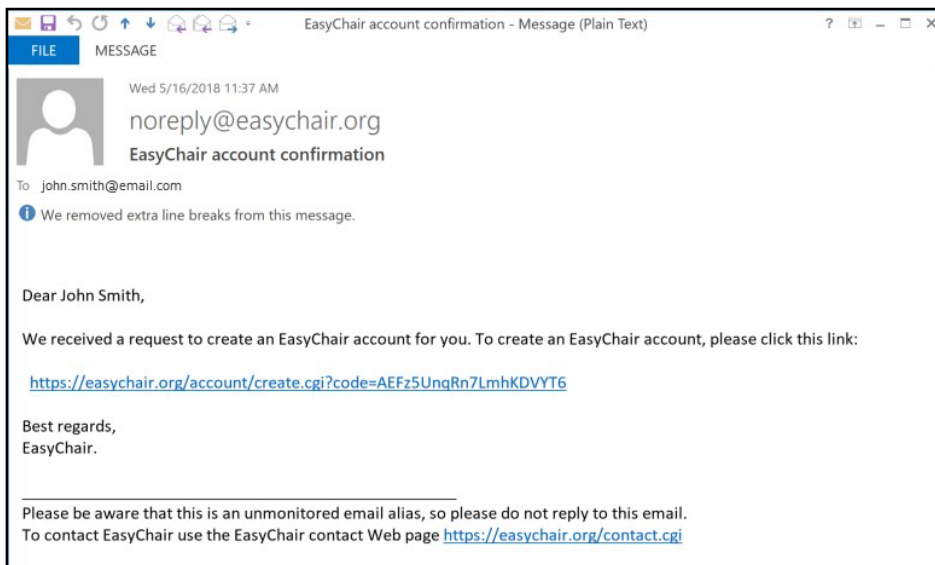 EasyChair account confirmation - Message (Plain Text)
FILE MESSAGE
Wed 5/16/2018 11:37 AM
noreply@easychair.org
EasyChair account confirmation
To john.smith@email.com
We removed extra line breaks from this message.
Dear John Smith,
We received a request to create an EasyChair account for you. To create an EasyChair account, please click this link:
https://easychair.org/account/create.cgi?code=AEFz5UnqRn7LmhKDVYT6
Best regards,
EasyChair.
Please be aware that this is an unmonitored email alias, so please do not reply to this email.
To contact EasyChair use the EasyChair contact Web page https://easychair.org/contact.cgi